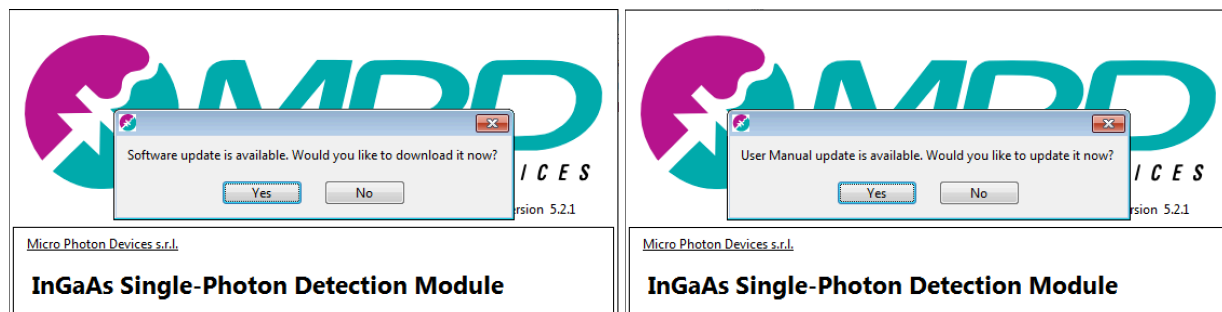 MPD
Software update is available. Would you like to download it now?
ICES
Yes No
rsion 5.2.1
Micro Photon Devices s.r.l.
InGaAs Single-Photon Detection Module
MPD
User Manual update is available. Would you like to update it now?
ICES
Yes No
rsion 5.2.1
Micro Photon Devices s.r.l.
InGaAs Single-Photon Detection Module